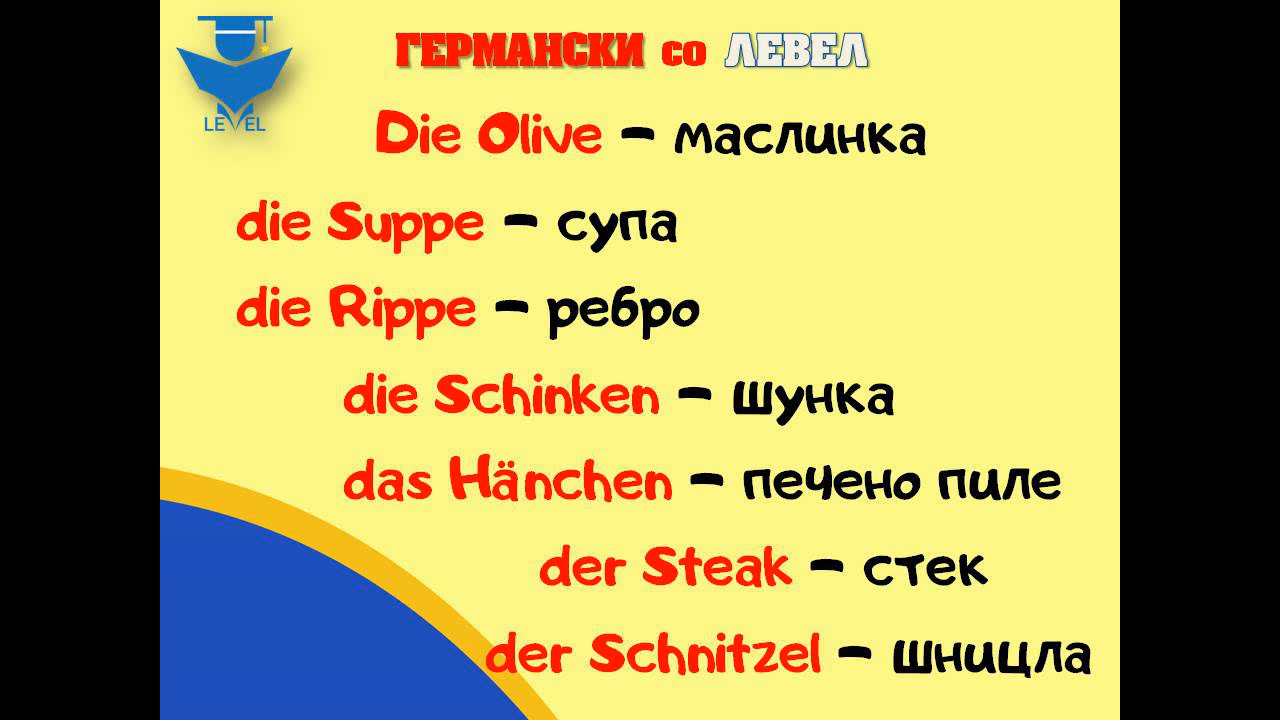 ГЕРМАНСКИ со ЛЕВЕЛ
LEVEL
Die Olive – маслинка
die Suppe – супа
die Rippe – ребро
die Schinken – шунка
das Hänchen – печено пиле
der Steak – стек
der Schnitzel – шницла